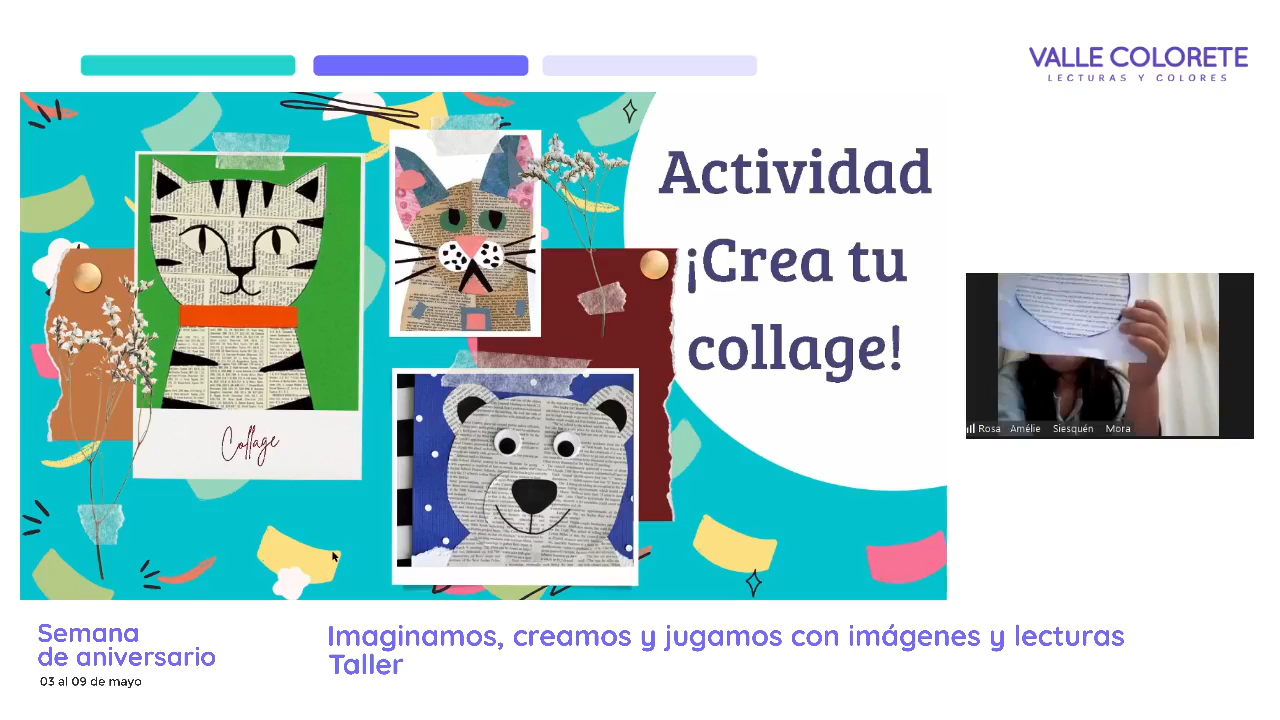 VALLE COLORETE
LECTURAS Y COLORES
Actividad
¡Crea tu
collage!
Collage
Rosa Amélie Siesquén Mora
Semana
de aniversario
03 al 09 de mayo
Imaginamos, creamos y jugamos con imágenes y lecturas
Taller